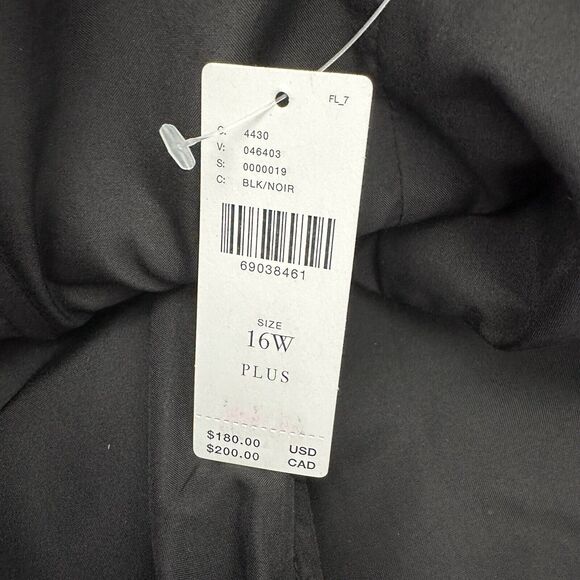 FL_7
C: 4430
V: 046403
S: 0000019
C: BLK/NOIR
69038461
SIZE
16W
PLUS
$180.00 USD
$200.00 CAD